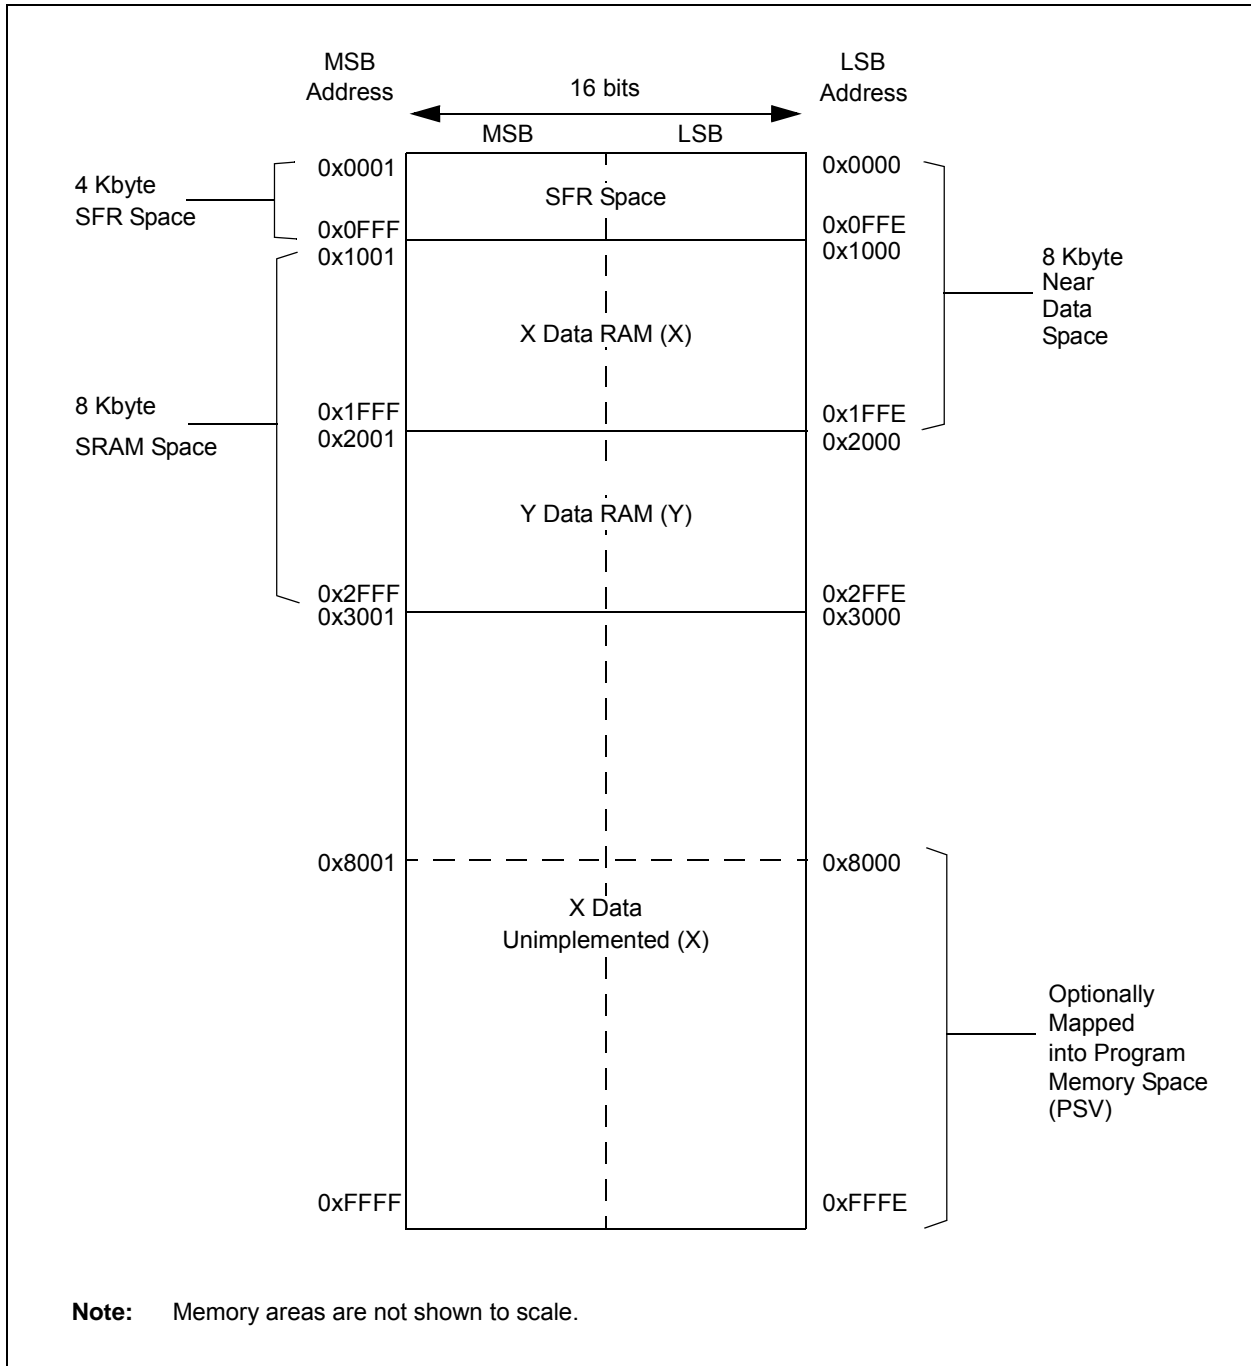 MSB
Address
LSB
Address
16 bits
MSB
LSB
4 Kbyte
SFR Space
0x0001
SFR Space
0x0000
0x0FFF
0x0FFE
0x1001
0x1000
8 Kbyte
Near
Data
Space
X Data RAM (X)
8 Kbyte
SRAM Space
0x1FFF
0x1FFE
0x2001
0x2000
Y Data RAM (Y)
0x2FFF
0x2FFE
0x3001
0x3000
0x8001
0x8000
X Data
Unimplemented (X)
Optionally
Mapped
into Program
Memory Space
(PSV)
0xFFFF
0xFFFE
Note: Memory areas are not shown to scale.